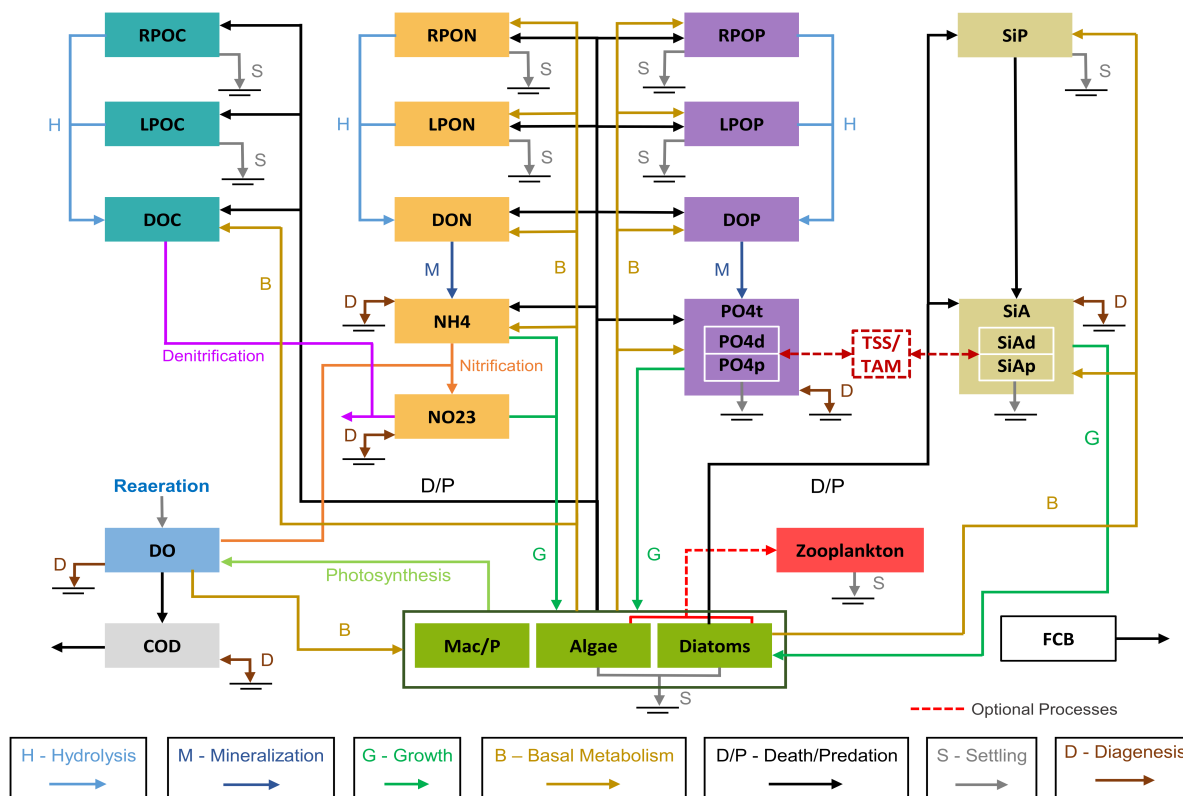 RPOC
RPON
RPOP
SiP
S
S
S
S
H
LPOC
H
LPON
LPOP
H
S
S
S
DOC
DON
DOP
B
M
B
B
M
D
NH4
PO4t
PO4d
PO4p
TSS/
TAM
SiA
SiAd
SiAp
D
Denitrification
Nitrification
D
NO23
D
G
Reaeration
D/P
D/P
B
DO
D
Photosynthesis
G
G
Zooplankton
S
COD
D
B
Mac/P
Algae
Diatoms
S
FCB
Optional Processes
H - Hydrolysis
M - Mineralization
G - Growth
B – Basal Metabolism
D/P - Death/Predation
S - Settling
D - Diagenesis